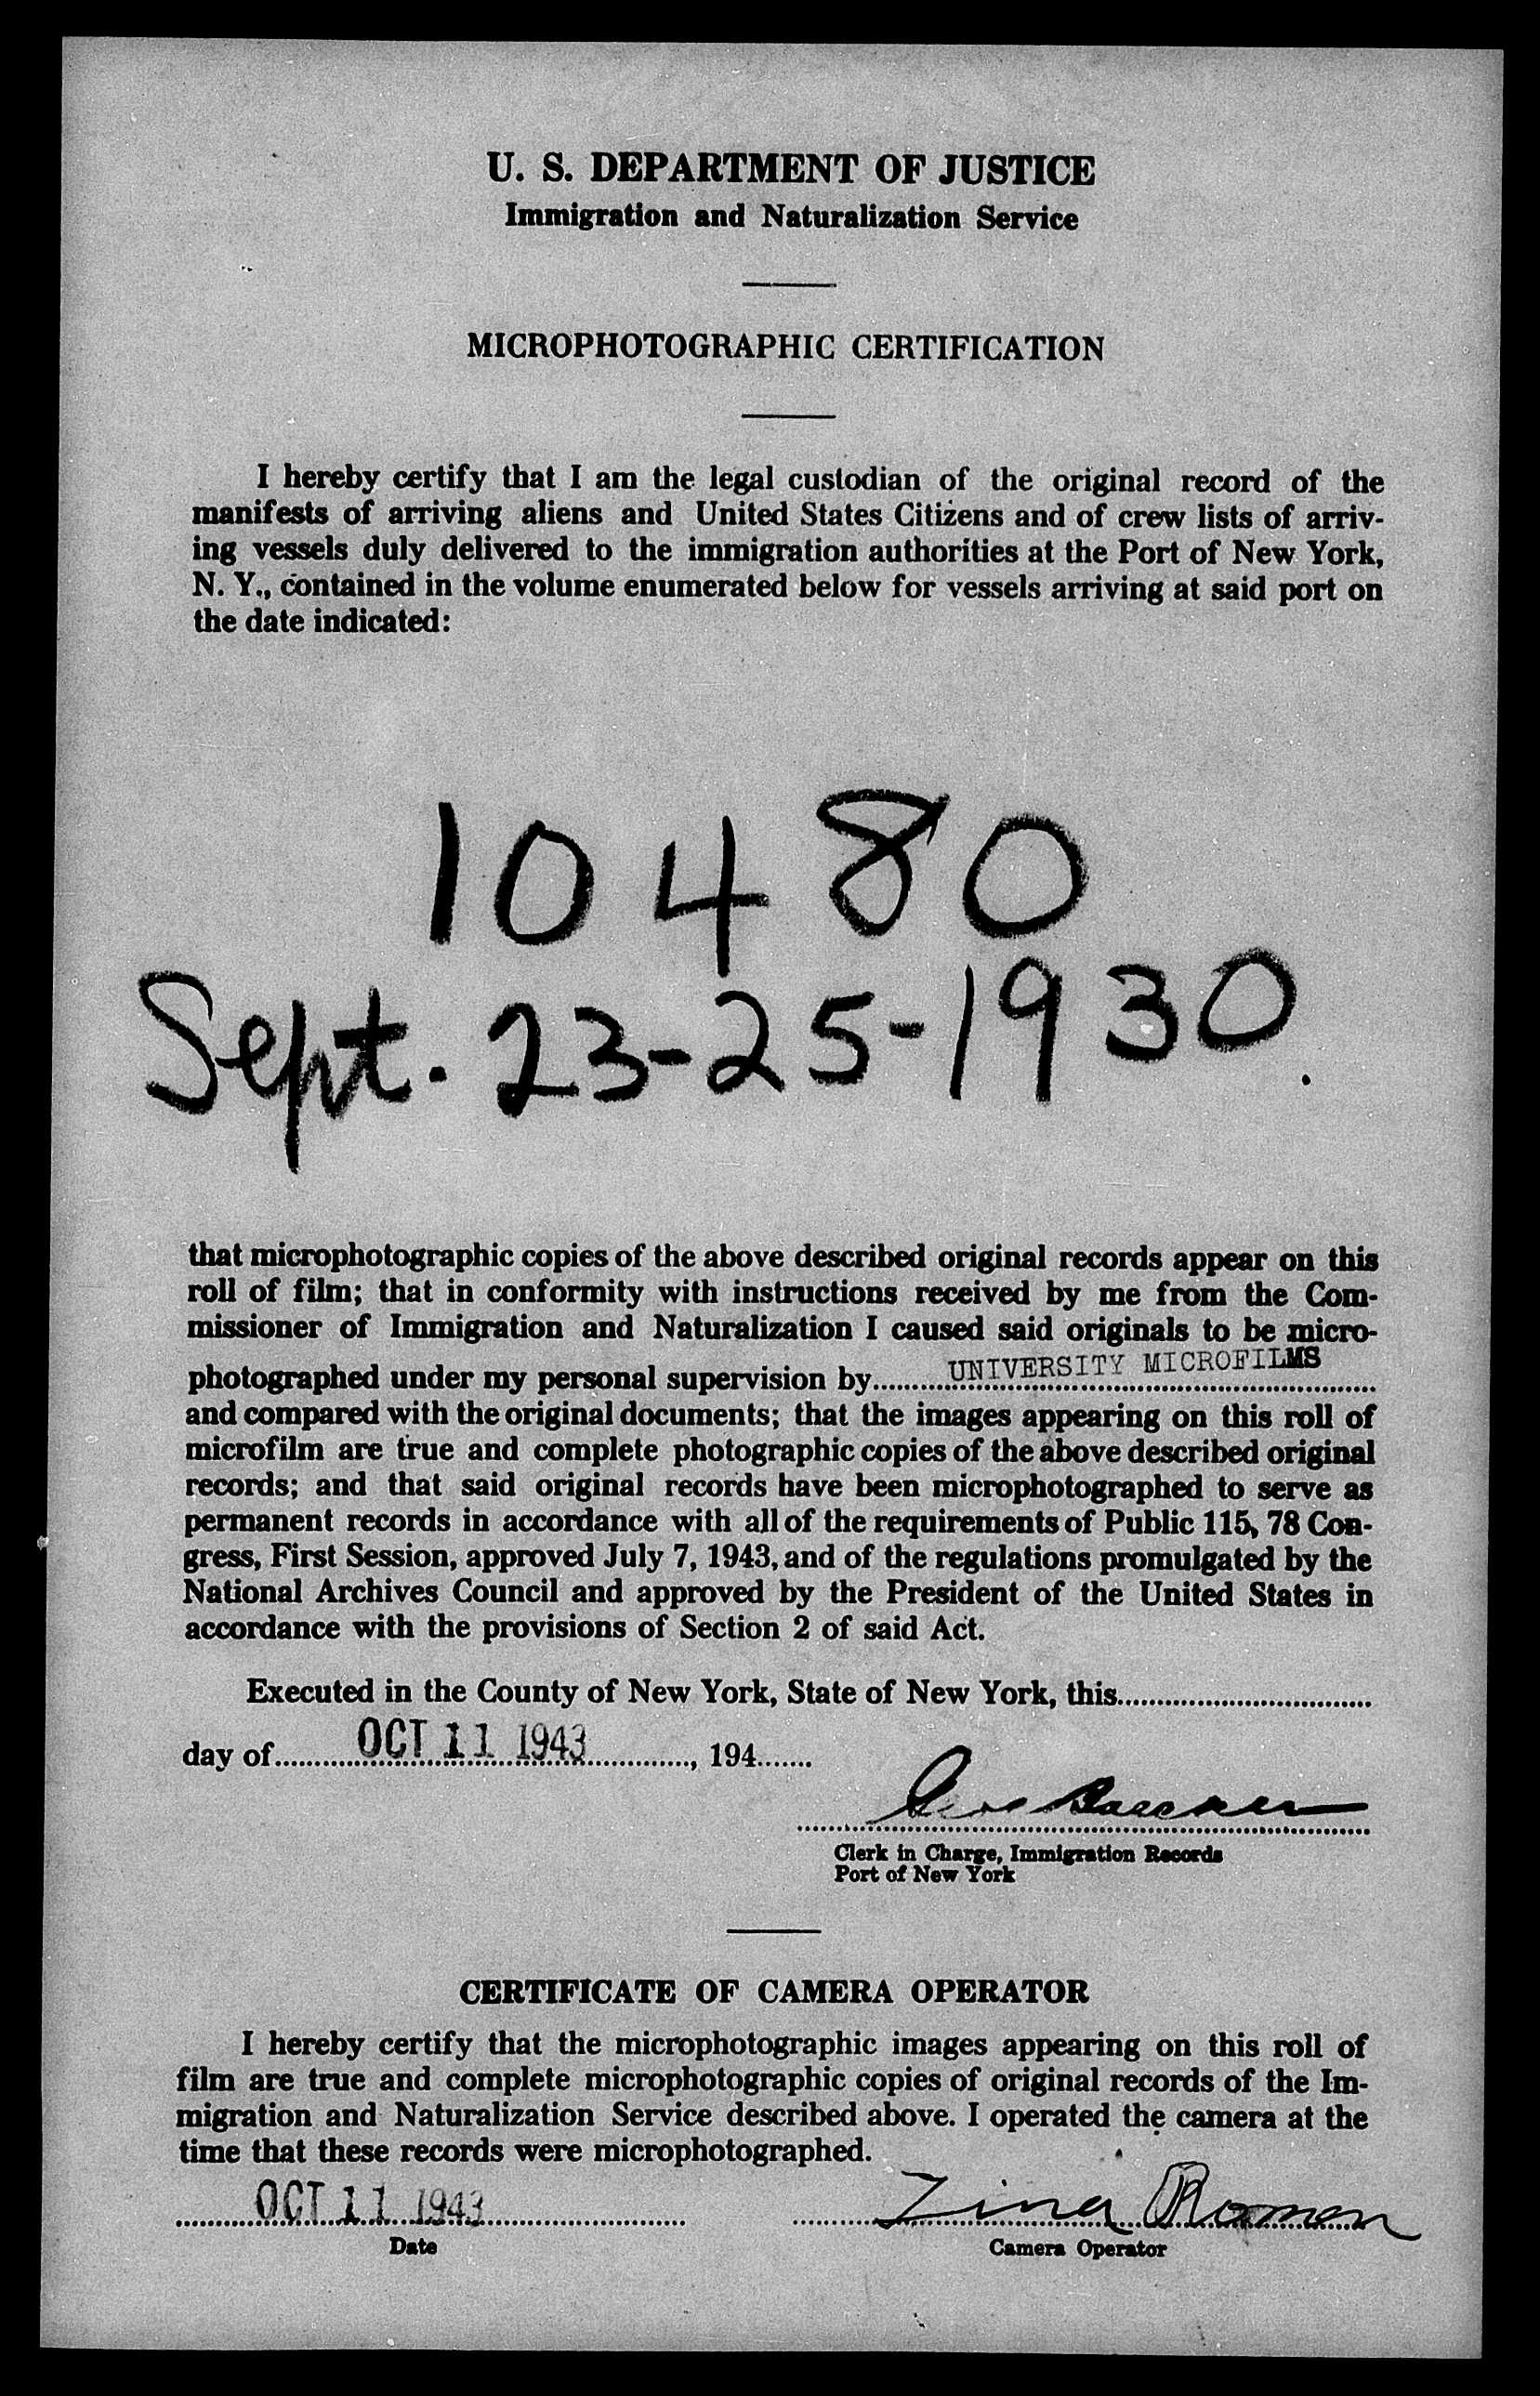 U. S. DEPARTMENT OF JUSTICE
Immigration and Naturalization Service
MICROPHOTOGRAPHIC CERTIFICATION
I hereby certify that I am the legal custodian of the original record of the
manifests of arriving aliens and United States Citizens and of crew lists of arriv-
ing vessels duly delivered to the immigration authorities at the Port of New York,
N. Y., contained in the volume enumerated below for vessels arriving at said port on
the date indicated:
10480
Sept. 23-25-1930.
that microphotographic copies of the above described original records appear on this
roll of film; that in conformity with instructions received by me from the Com-
missioner of Immigration and Naturalization I caused said originals to be micro-
photographed under my personal supervision by UNIVERSITY MICROFILMS
and compared with the original documents; that the images appearing on this roll of
microfilm are true and complete photographic copies of the above described original
records; and that said original records have been microphotographed to serve as
permanent records in accordance with all of the requirements of Public 115, 78 Con-
gress, First Session, approved July 7, 1943, and of the regulations promulgated by the
National Archives Council and approved by the President of the United States in
accordance with the provisions of Section 2 of said Act.
Executed in the County of New York, State of New York, this
day of OCT 11 1943, 194
Clerk in Charge, Immigration Records
Port of New York
CERTIFICATE OF CAMERA OPERATOR
I hereby certify that the microphotographic images appearing on this roll of
film are true and complete microphotographic copies of original records of the Im-
migration and Naturalization Service described above. I operated the camera at the
time that these records were microphotographed.
OCT 11 1943 Zina Roman
Date Camera Operator